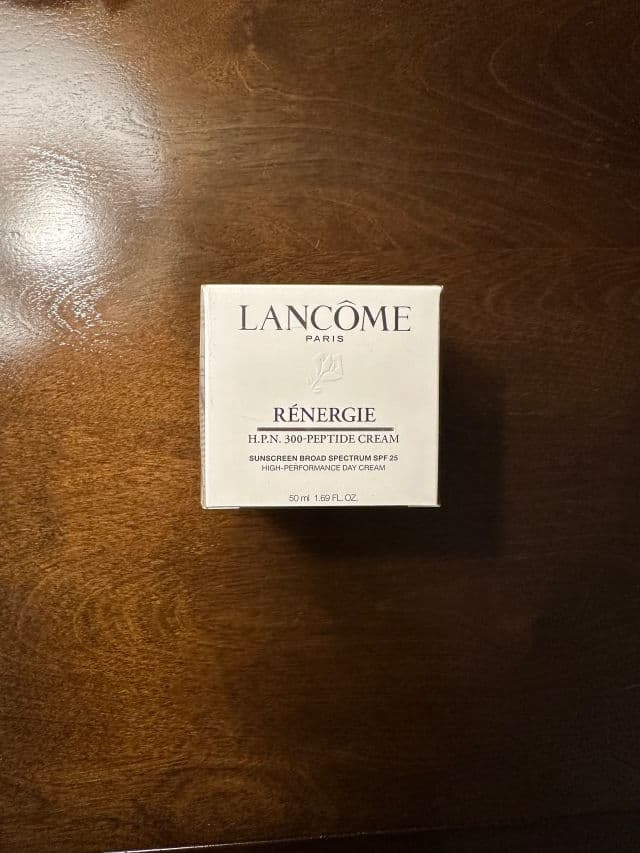 LANCÔME
PARIS
RÉNERGIE
H.P.N. 300-PEPTIDE CREAM
SUNSCREEN BROAD SPECTRUM SPF 25
HIGH-PERFORMANCE DAY CREAM
50 ml 1.69 FL. OZ.